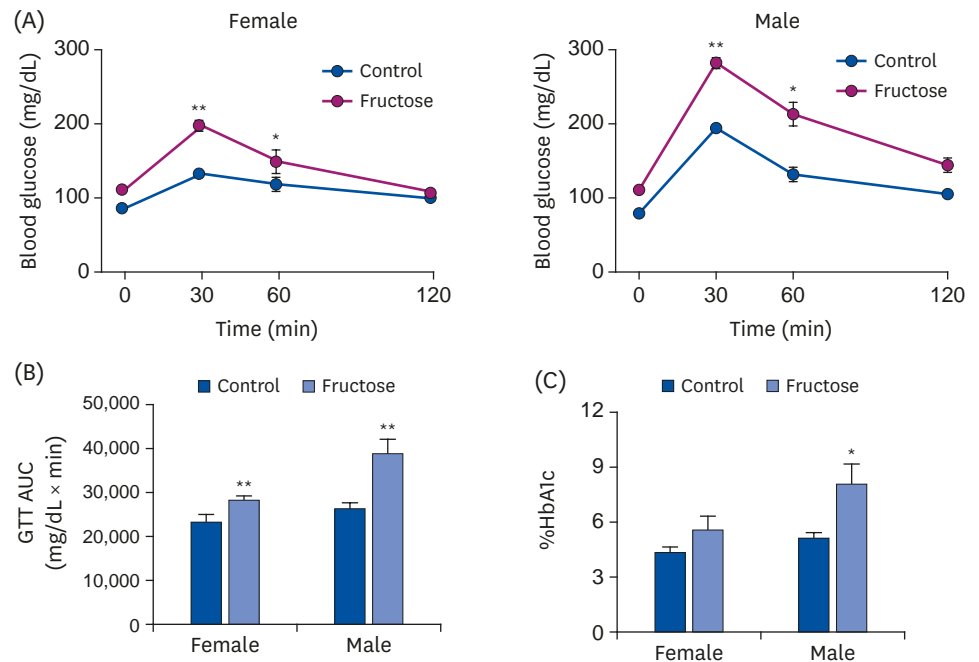 (A)
Female
Blood glucose (mg/dL)
300
200
100
0
Control
Fructose
**
*
0 30 60 120
Time (min)
Male
Blood glucose (mg/dL)
300
200
100
0
Control
Fructose
**
*
0 30 60 120
Time (min)
(B)
Control Fructose
GTT AUC
(mg/dL × min)
50,000
40,000
30,000
20,000
10,000
0
**
**
Female Male
(C)
Control Fructose
%HbA1c
12
9
6
3
0
*
Female Male